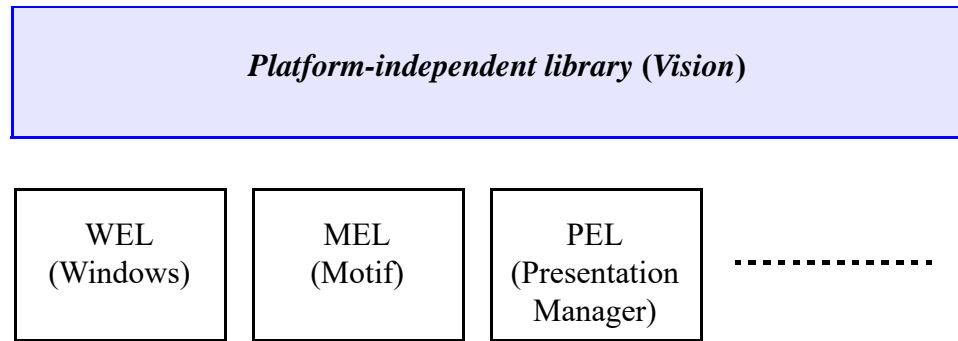 Platform-independent library (Vision)
WEL
(Windows)
MEL
(Motif)
PEL
(Presentation
Manager)